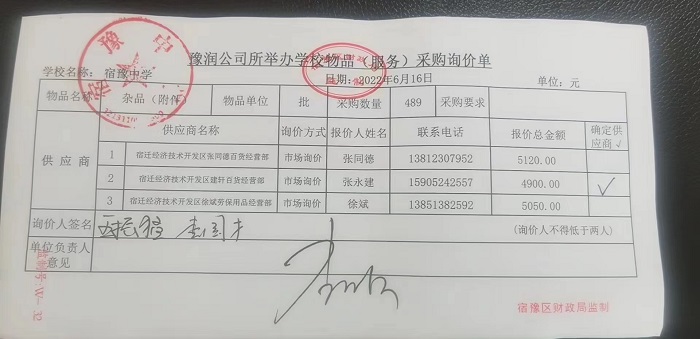 豫润公司所举办学校物品（服务）采购询价单
学校名称： 宿豫中学 日期：2022年6月16日 单位：元
物品名称 杂品（附件） 物品单位 批 采购数量 489 采购要求
供应商 供应商名称 询价方式 报价人姓名 联系电话 报价总金额 确定供应商√
1 宿迁经济技术开发区张同德百货经营部 市场询价 张同德 13812307952 5120.00
2 宿迁经济技术开发区建轩百货经营部 市场询价 张永建 15905242557 4900.00 √
3 宿迁经济技术开发区徐斌劳保用品经营部 市场询价 徐斌 13851382592 5050.00
询价人签名 （询价人不得低于两人）
单位负责人意见
宿豫区财政局监制